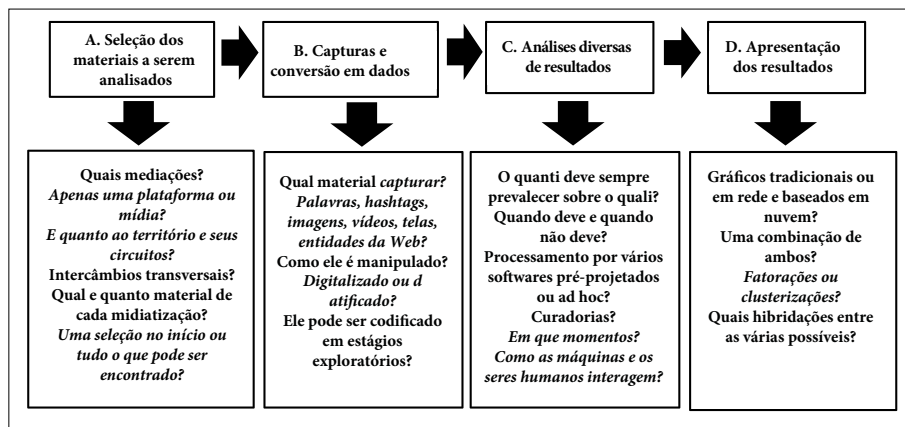 A. Seleção dos
materiais a serem
analisados
B. Capturas e
conversão em dados
C. Análises diversas
de resultados
D. Apresentação
dos resultados
Quais mediações?
Apenas uma plataforma ou
mídia?
E quanto ao território e seus
circuitos?
Intercâmbios transversais?
Qual e quanto material de
cada midiatização?
Uma seleção no início ou
tudo o que pode ser
encontrado?
Qual material capturar?
Palavras, hashtags,
imagens, vídeos, telas,
entidades da Web?
Como ele é manipulado?
Digitalizado ou d
atificado?
Ele pode ser codificado
em estágios
exploratórios?
O quanti deve sempre
prevalecer sobre o quali?
Quando deve e quando
não deve?
Processamento por vários
softwares pré-projetados
ou ad hoc?
Curadorias?
Em que momentos?
Como as máquinas e os
seres humanos interagem?
Gráficos tradicionais ou
em rede e baseados em
nuvem?
Uma combinação de
ambos?
Fatorações ou
clusterizações?
Quais hibridações entre
as várias possíveis?